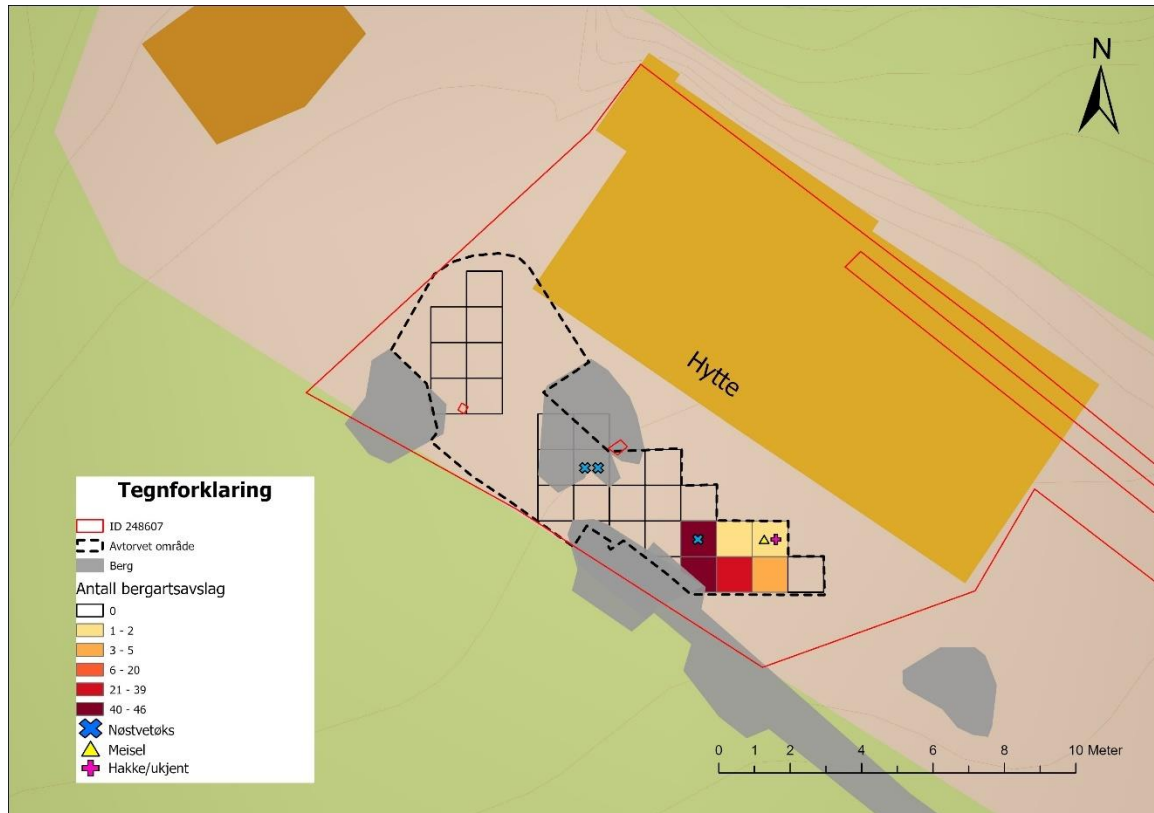 N
Hytte
Tegnforklaring
ID 248607
Avtorvet område
Berg
Antall bergartsavslag
0
1 - 2
3 - 5
6 - 20
21 - 39
40 - 46
Nøstvetøks
Meisel
Hakke/ukjent
0 1 2 4 6 8 10 Meter